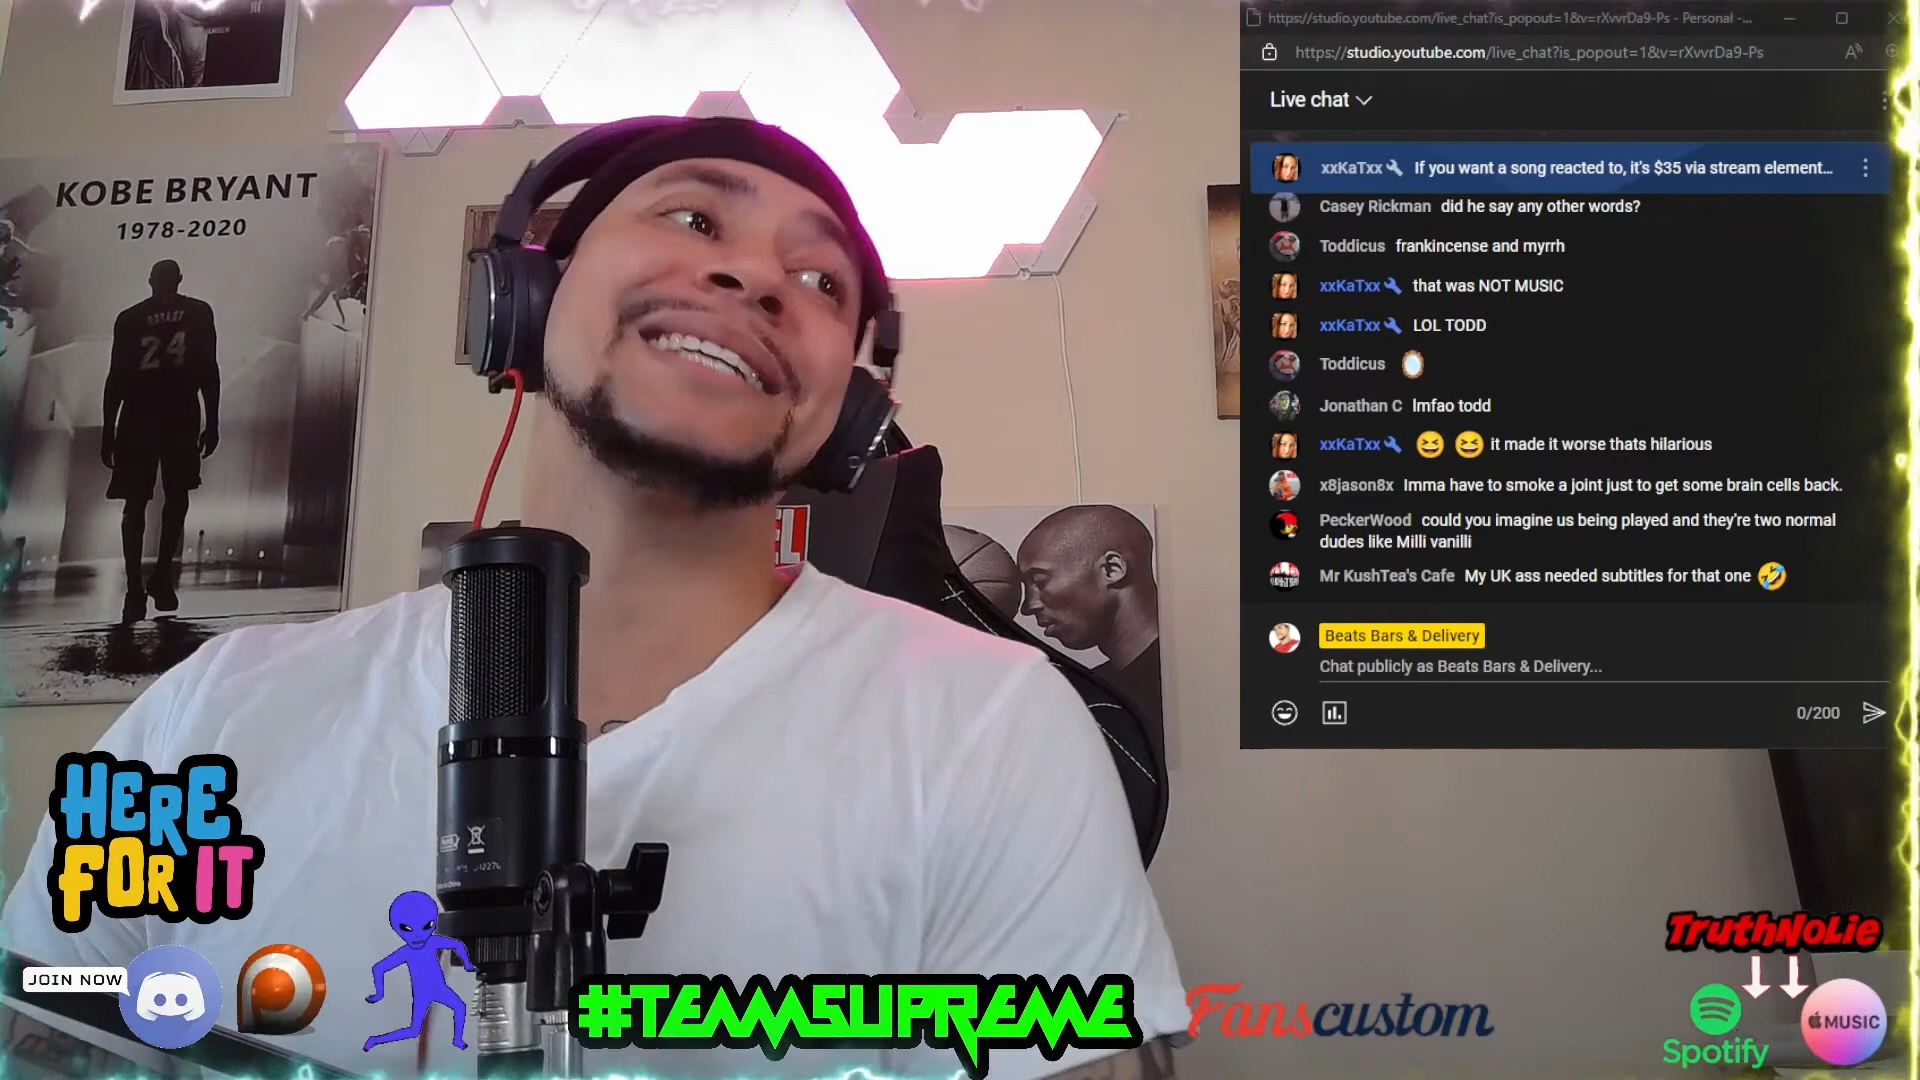 https://studio.youtube.com/live_chat?is_popout=1&v=rXvvrDa9-Ps - Personal -...
https://studio.youtube.com/live_chat?is_popout=1&v=rXvvrDa9-Ps
Live chat
xxKaTxx If you want a song reacted to, it's $35 via stream element...
Casey Rickman did he say any other words?
Toddicus frankincense and myrrh
xxKaTxx that was NOT MUSIC
xxKaTxx LOL TODD
Toddicus
Jonathan C lmfao todd
xxKaTxx 😆 😆 it made it worse thats hilarious
x8jason8x Imma have to smoke a joint just to get some brain cells back.
PeckerWood could you imagine us being played and they're two normal
dudes like Milli vanilli
Mr KushTea's Cafe My UK ass needed subtitles for that one 🤣
Beats Bars & Delivery
Chat publicly as Beats Bars & Delivery...
0/200
KOBE BRYANT
1978-2020
BRYANT
24
HERE
FOR IT
JOIN NOW
#TEAMSUPREME
Fanscustom
TruthNoLie
Spotify
MUSIC